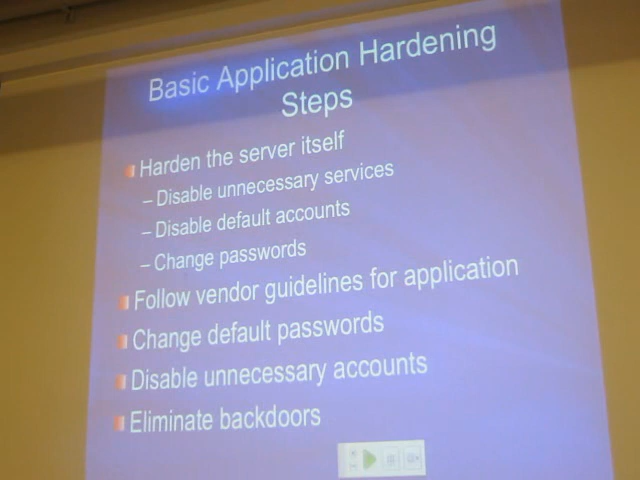 Basic Application Hardening
Steps
Harden the server itself
– Disable unnecessary services
– Disable default accounts
– Change passwords
Follow vendor guidelines for application
Change default passwords
Disable unnecessary accounts
Eliminate backdoors